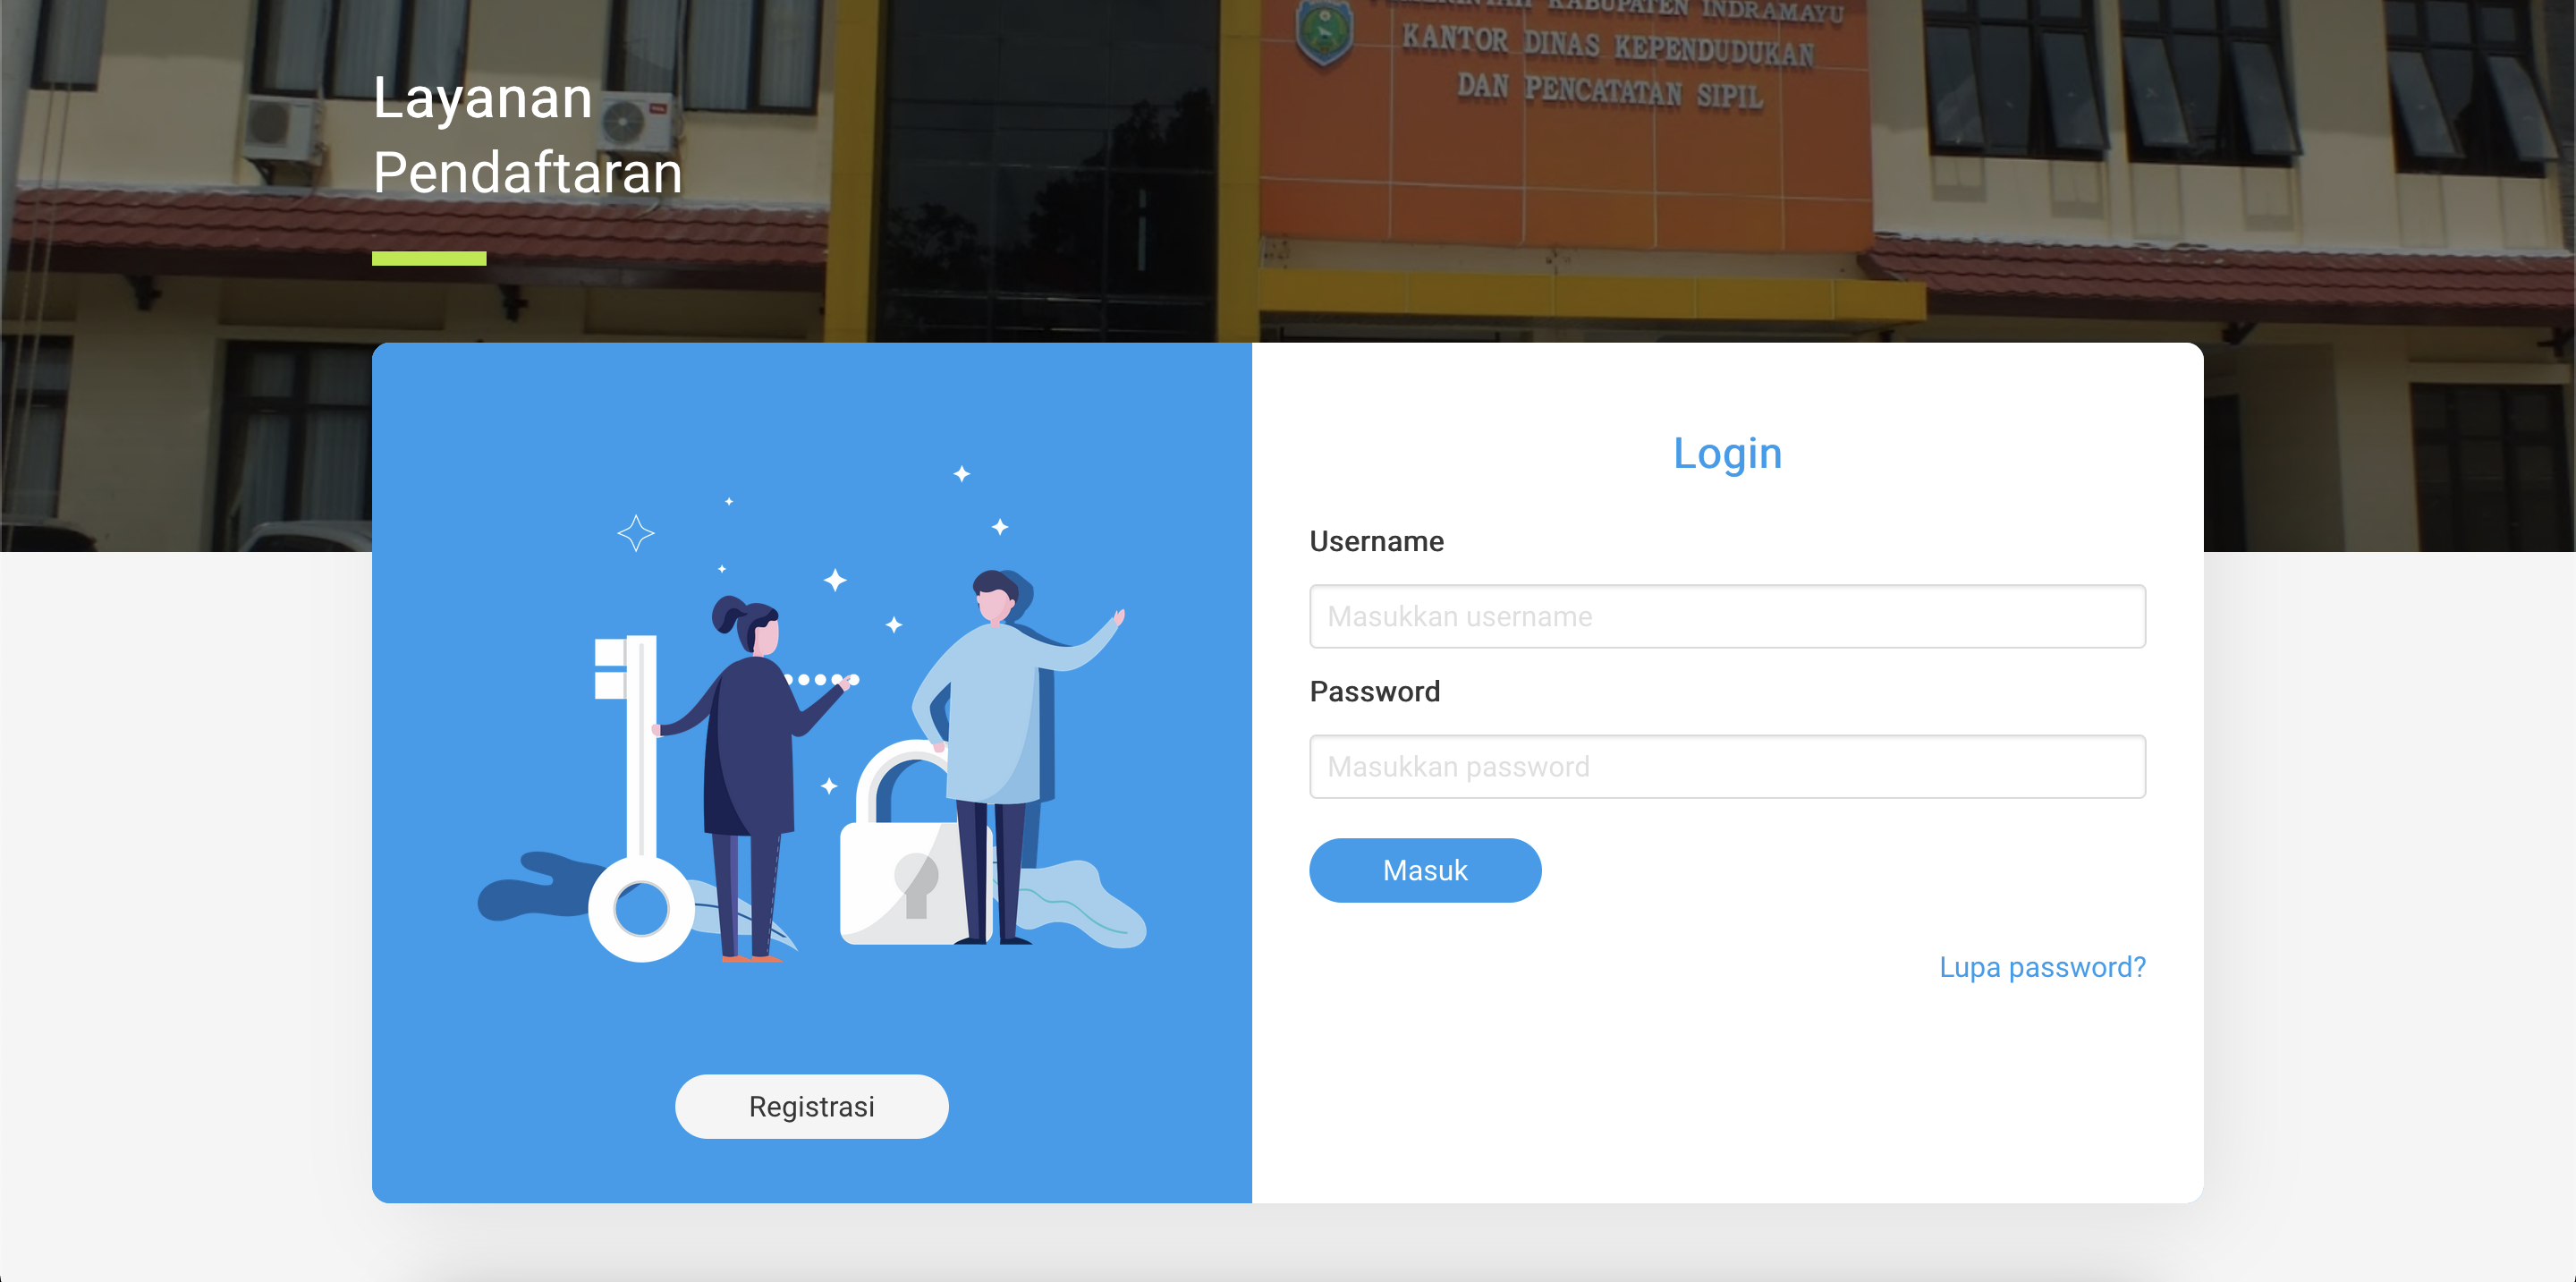 PEMERINTAH KABUPATEN INDRAMAYU
KANTOR DINAS KEPENDUDUKAN
DAN PENCATATAN SIPIL
Layanan
Pendaftaran
Login
Username
Masukkan username
Password
Masukkan password
Masuk
Lupa password?
Registrasi